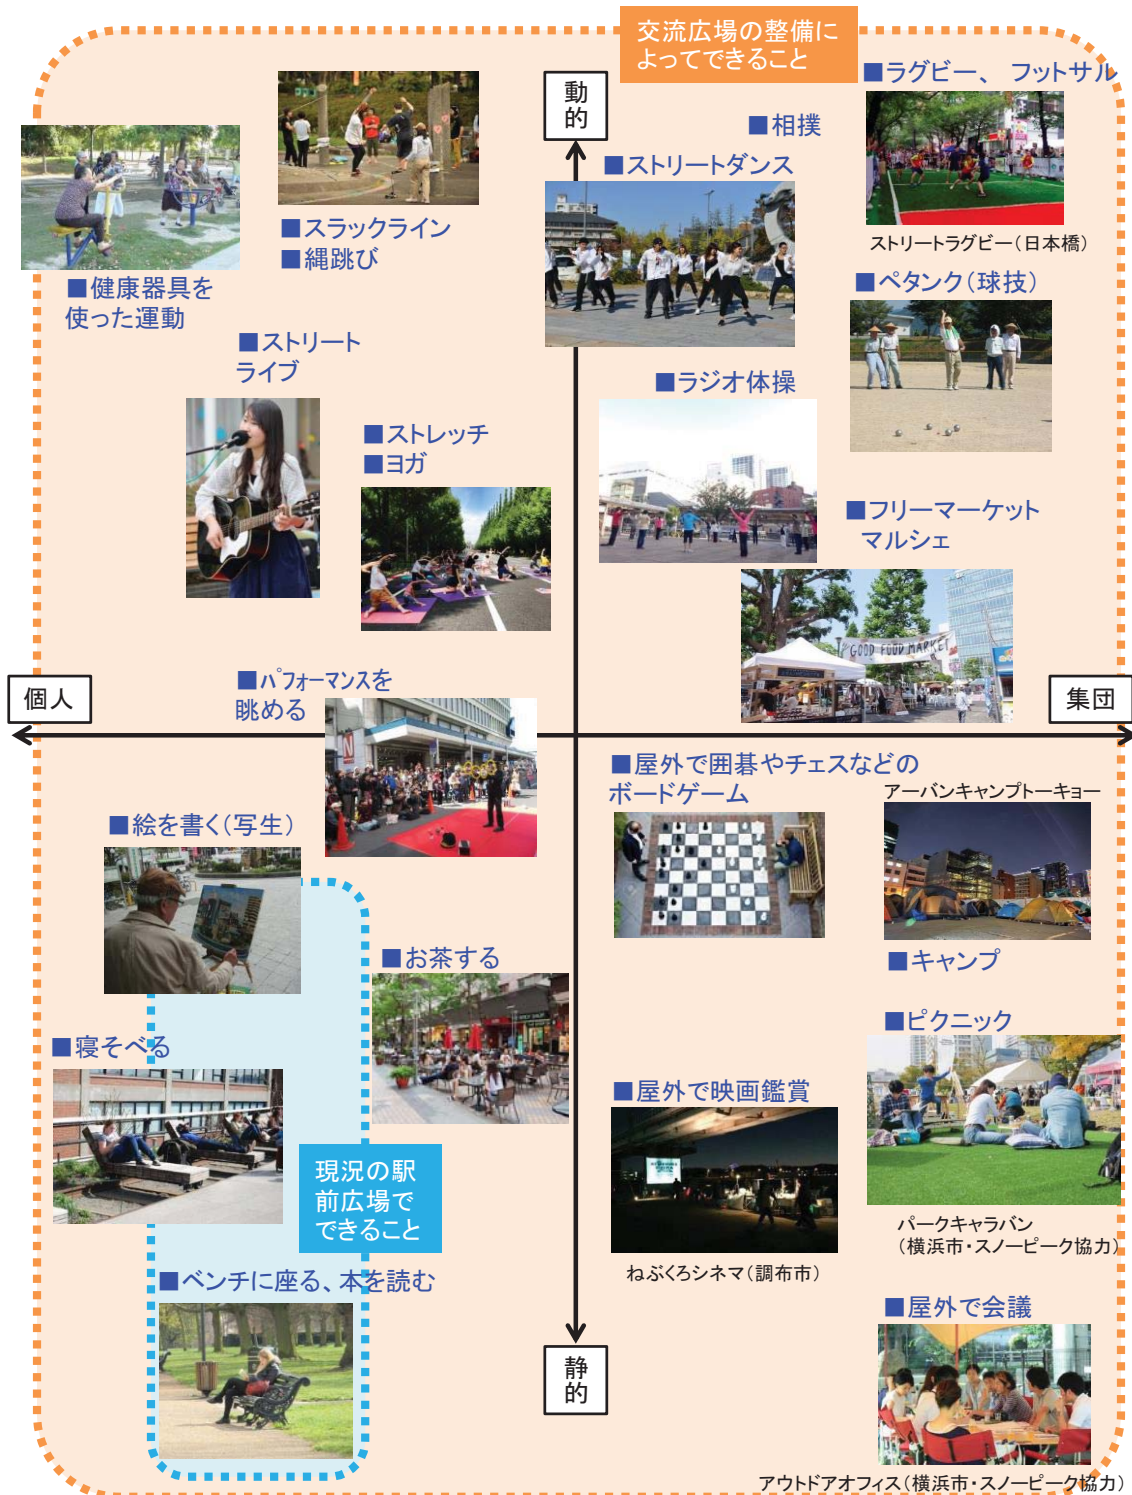 交流広場の整備に
よってできること
動的
■ラグビー、 フットサル
■相撲
■ストリートダンス
ストリートラグビー(日本橋)
■スラックライン
■縄跳び
■健康器具を
使った運動
■ペタンク(球技)
■ストリート
ライブ
■ラジオ体操
■ストレッチ
■ヨガ
■フリーマーケット
マルシェ
GOOD FOOD MARKET
■パフォーマンスを
眺める
個人
集団
■屋外で囲碁やチェスなどの
ボードゲーム
アーバンキャンプトーキョー
■絵を書く(写生)
■お茶する
■キャンプ
■ピクニック
■寝そべる
■屋外で映画鑑賞
現況の駅
前広場で
できること
パークキャラバン
(横浜市・スノーピーク協力)
ねぶくろシネマ(調布市)
■ベンチに座る、本を読む
■屋外で会議
静的
アウトドアオフィス(横浜市・スノーピーク協力)